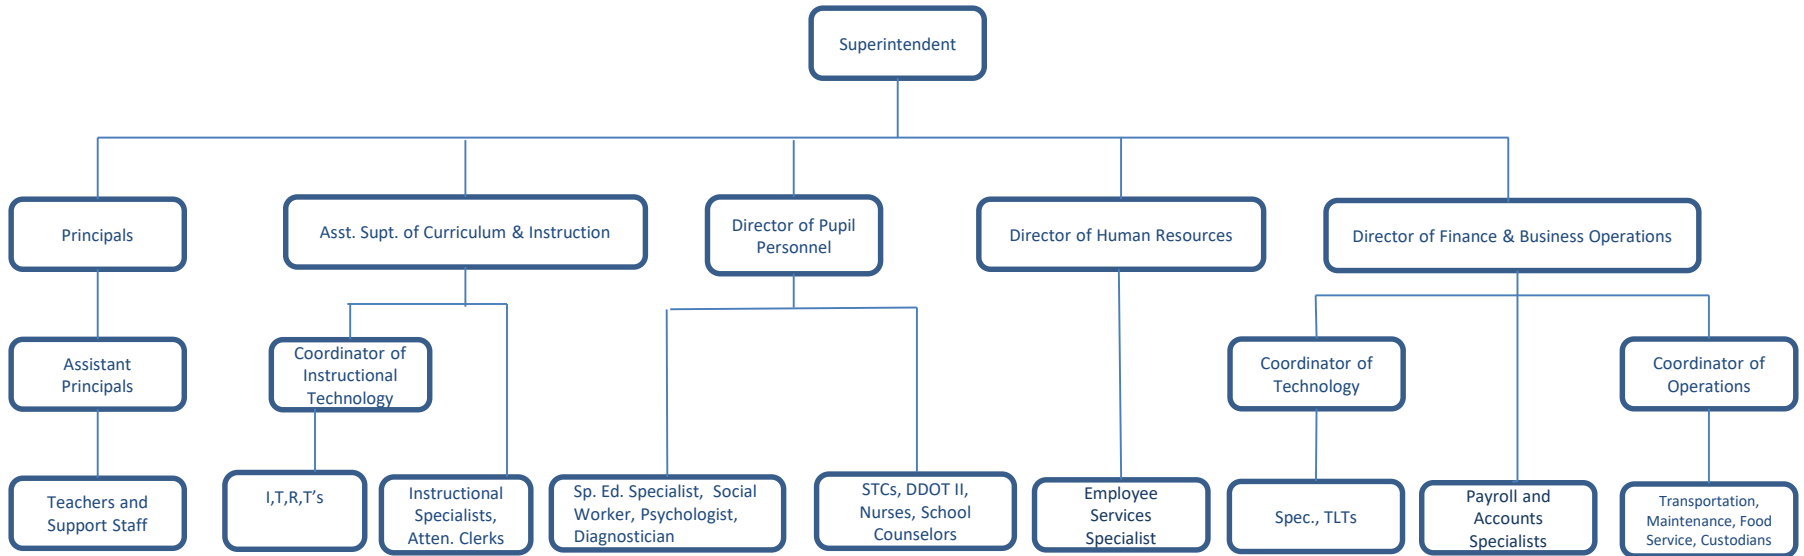 Superintendent
Principals
Asst. Supt. of Curriculum & Instruction
Director of Pupil
Personnel
Director of Human Resources
Director of Finance & Business Operations
Assistant
Principals
Coordinator of
Instructional
Technology
Coordinator of
Technology
Coordinator of
Operations
Teachers and
Support Staff
I,T,R,T's
Instructional
Specialists,
Atten. Clerks
Sp. Ed. Specialist, Social
Worker, Psychologist,
Diagnostician
STCs, DDOT II,
Nurses, School
Counselors
Employee
Services
Specialist
Spec., TLTs
Payroll and
Accounts
Specialists
Transportation,
Maintenance, Food
Service, Custodians